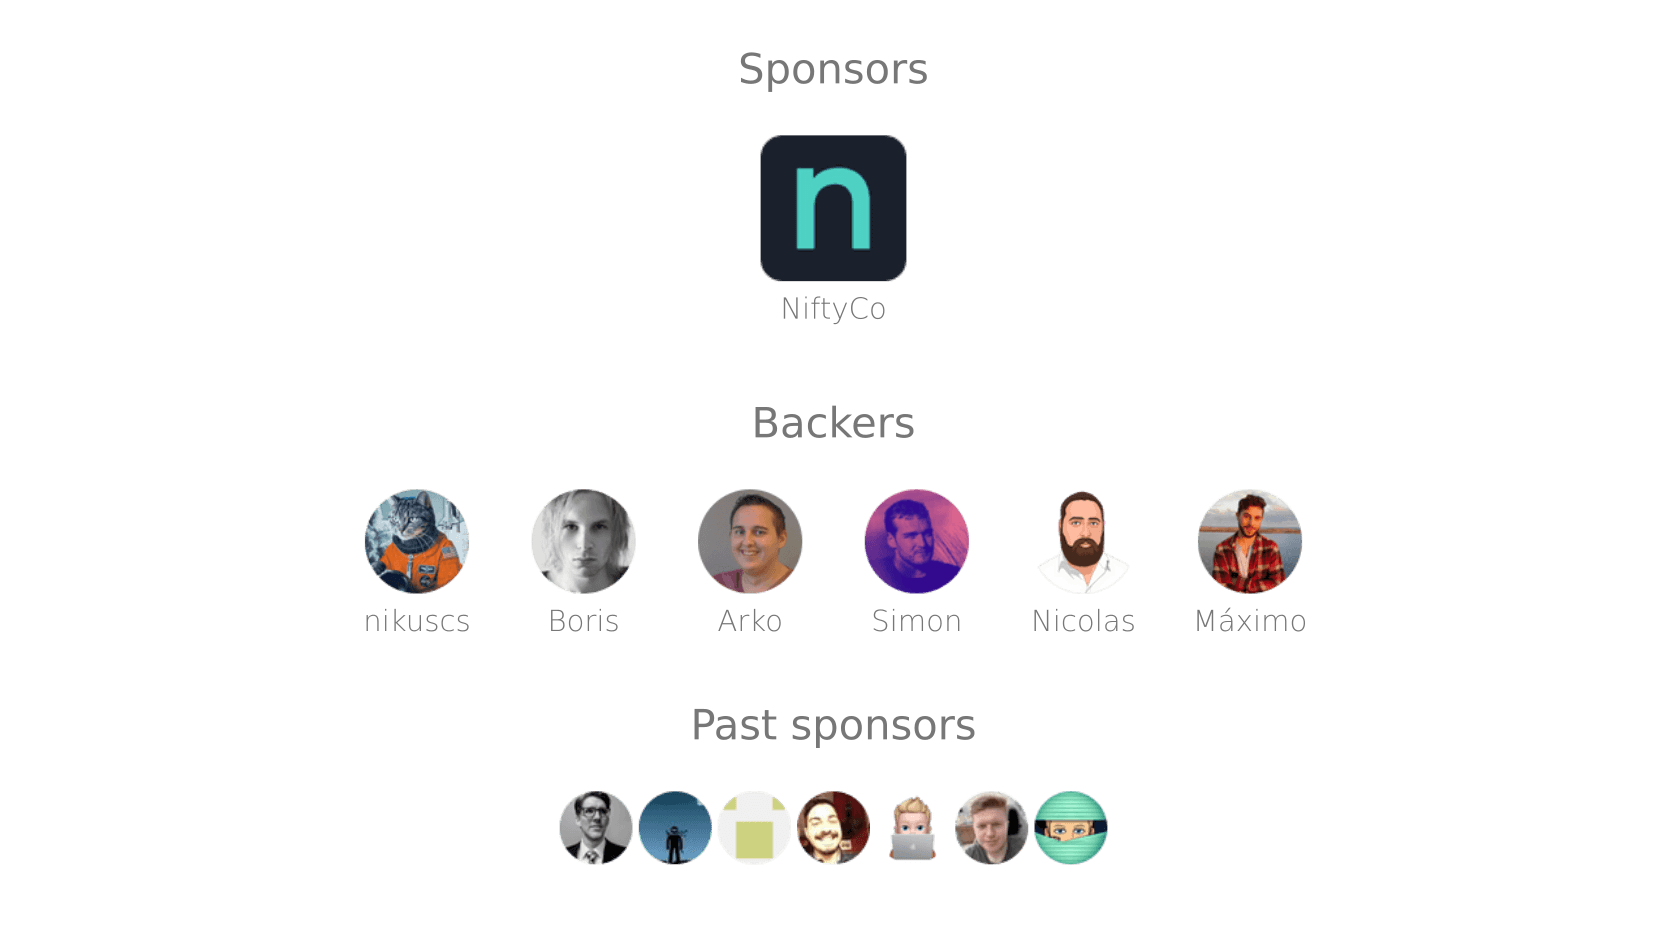 Sponsors
n
NiftyCo
Backers
nikuscs Boris Arko Simon Nicolas Máximo
Past sponsors